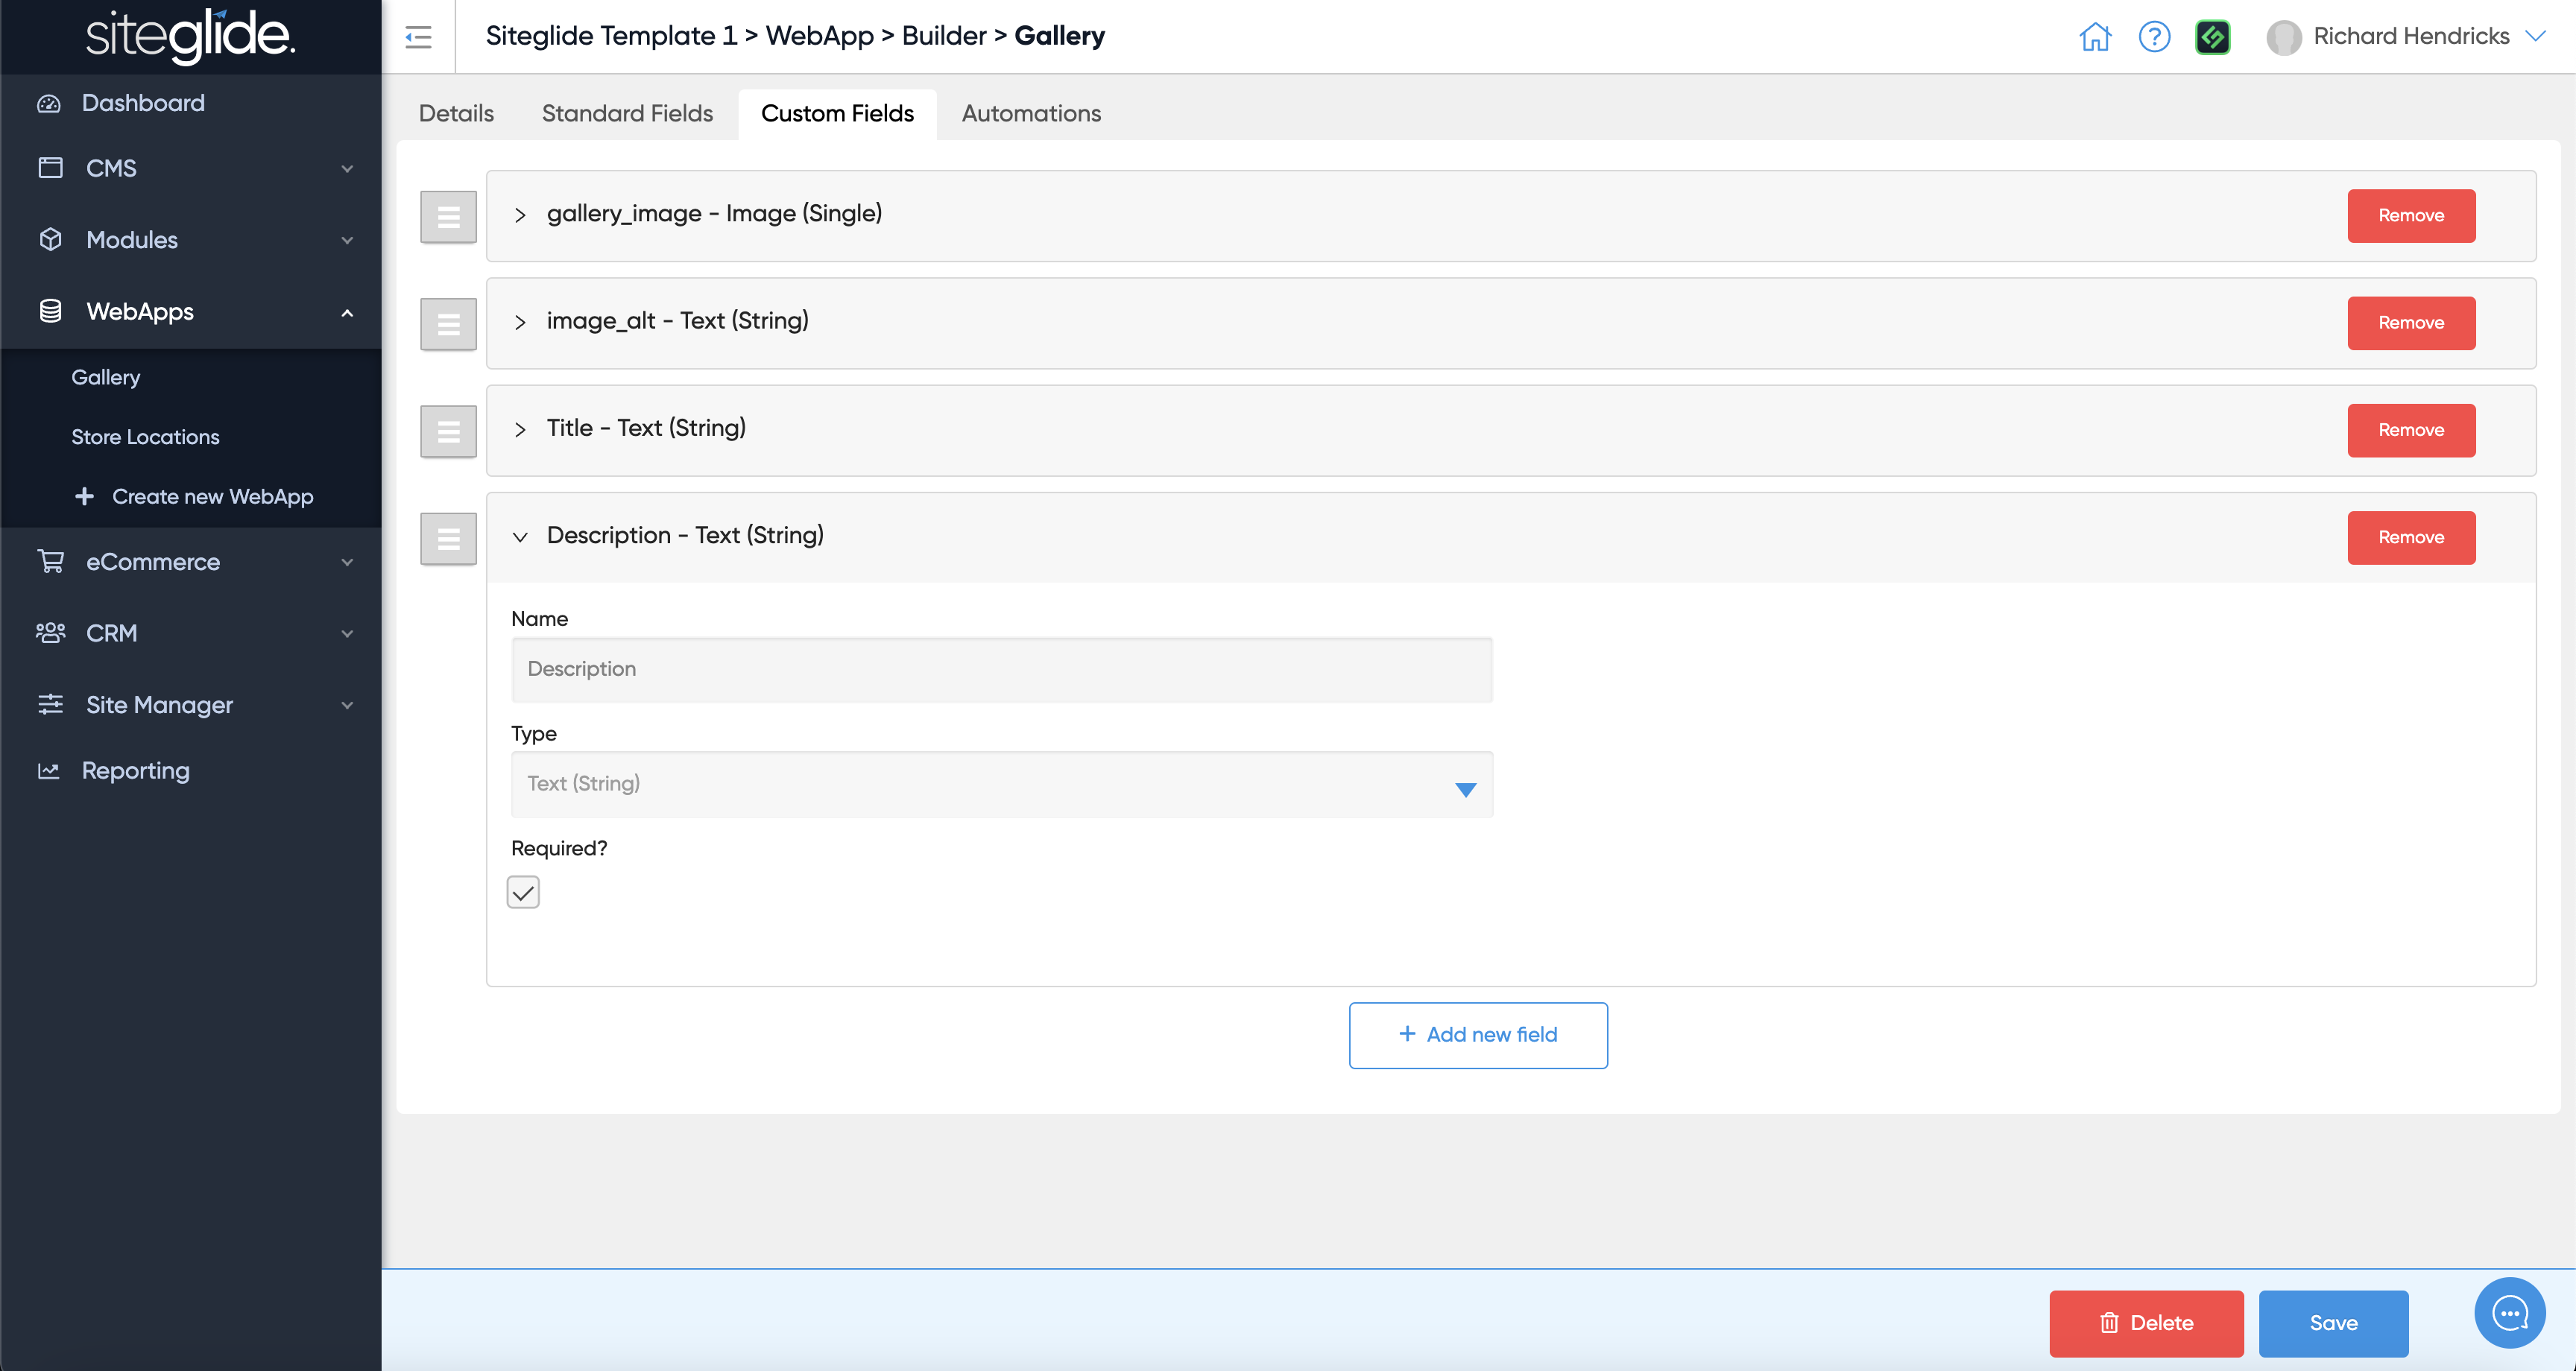 siteglide.
Siteglide Template 1 > WebApp > Builder > Gallery
Richard Hendricks
Dashboard
CMS
Modules
WebApps
Gallery
Store Locations
+ Create new WebApp
eCommerce
CRM
Site Manager
Reporting
Details
Standard Fields
Custom Fields
Automations
gallery_image - Image (Single)
Remove
image_alt - Text (String)
Remove
Title - Text (String)
Remove
Description - Text (String)
Remove
Name
Description
Type
Text (String)
Required?
+ Add new field
Delete
Save